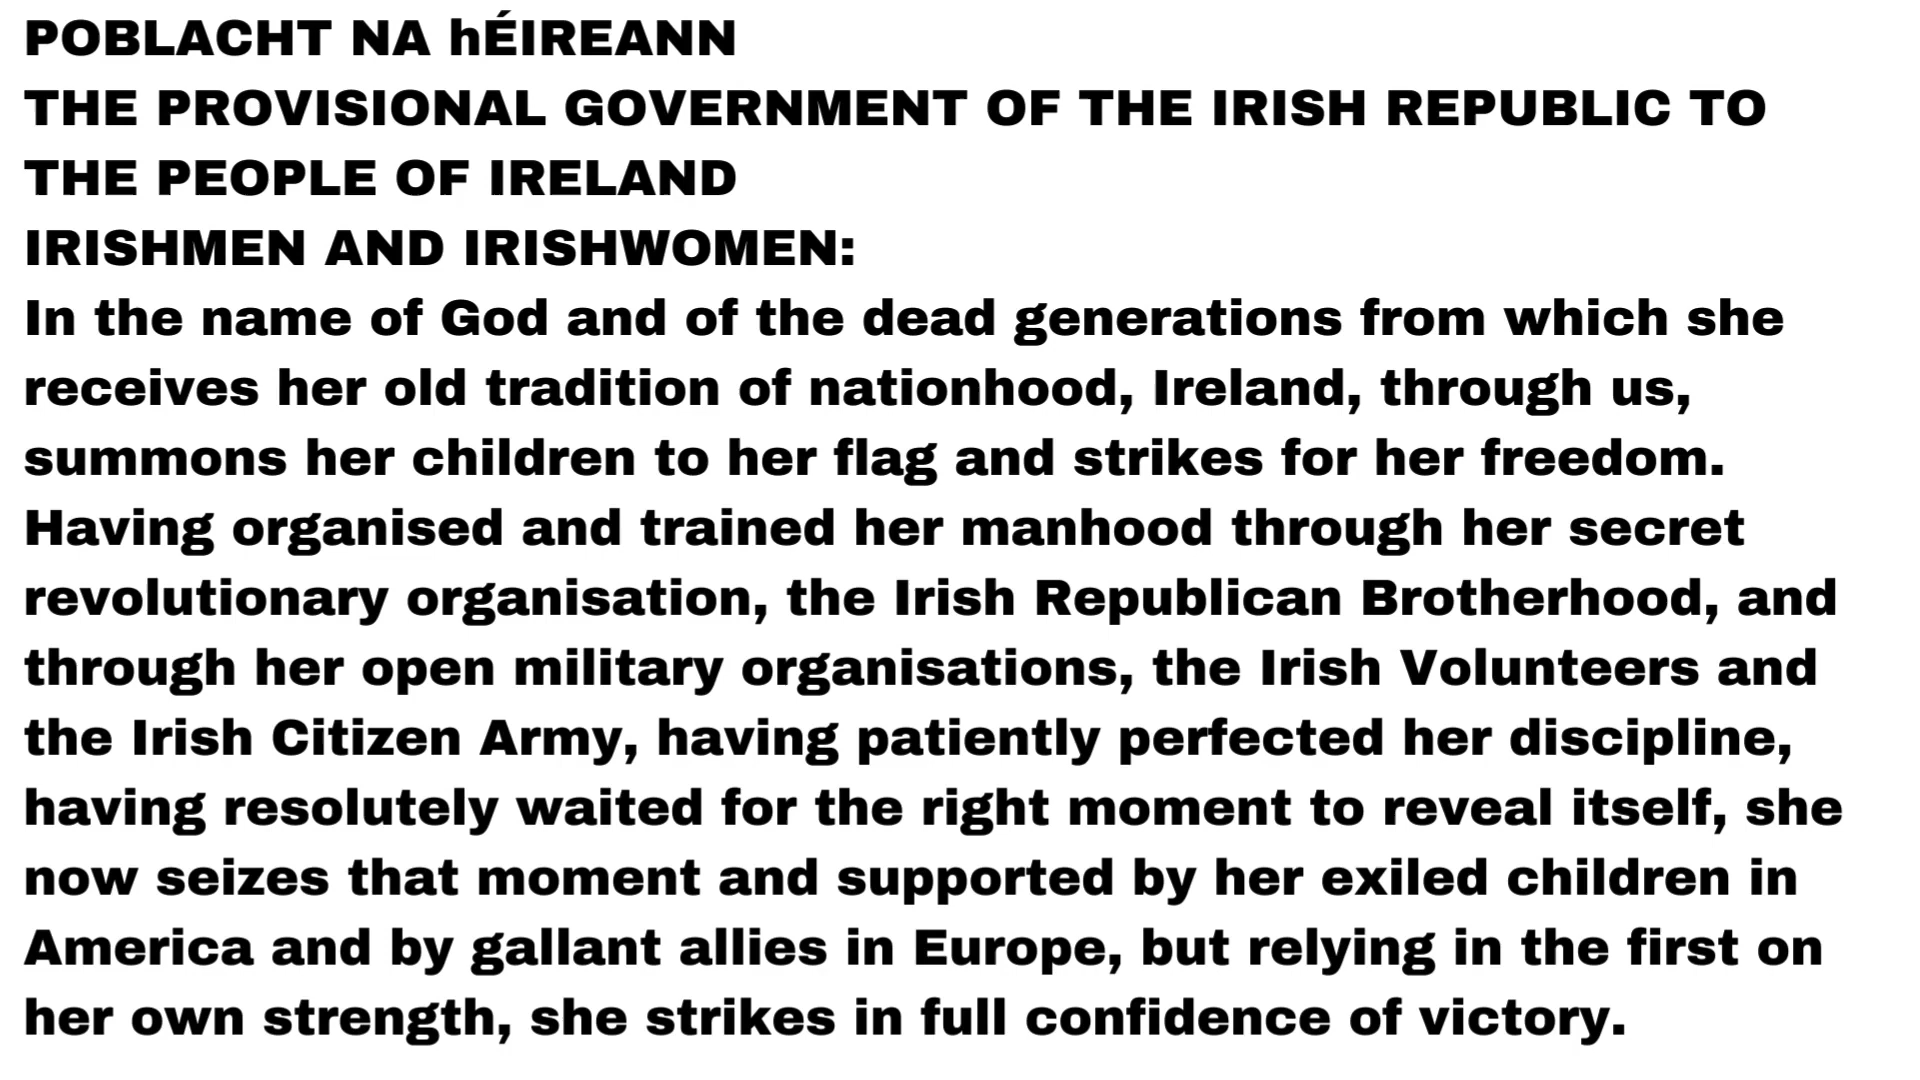 POBLACHT NA hÉIREANN
THE PROVISIONAL GOVERNMENT OF THE IRISH REPUBLIC TO
THE PEOPLE OF IRELAND
IRISHMEN AND IRISHWOMEN:
In the name of God and of the dead generations from which she
receives her old tradition of nationhood, Ireland, through us,
summons her children to her flag and strikes for her freedom.
Having organised and trained her manhood through her secret
revolutionary organisation, the Irish Republican Brotherhood, and
through her open military organisations, the Irish Volunteers and
the Irish Citizen Army, having patiently perfected her discipline,
having resolutely waited for the right moment to reveal itself, she
now seizes that moment and supported by her exiled children in
America and by gallant allies in Europe, but relying in the first on
her own strength, she strikes in full confidence of victory.